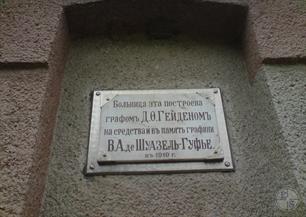 Больница эта построена
графомъ Д.Ѳ.Гейденомъ
на средства и въ память графини
В.А де Шуазель-Гуфье.
въ 1910 г.